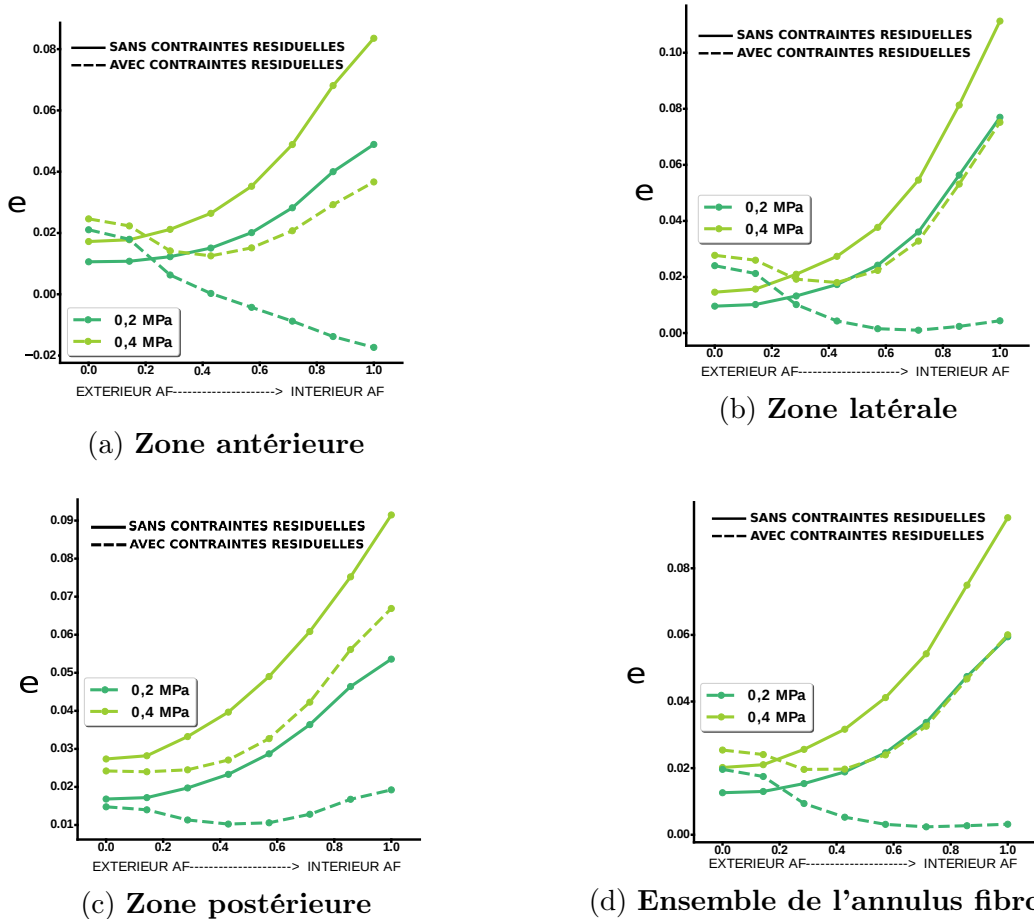 SANS CONTRAINTES RESIDUELLES
AVEC CONTRAINTES RESIDUELLES
0.08
0.06
0.04
0.02
0.00
−0.02
e
0,2 MPa
0,4 MPa
0.0 0.2 0.4 0.6 0.8 1.0
EXTERIEUR AF---------------------> INTERIEUR AF
(a) Zone antérieure
SANS CONTRAINTES RESIDUELLES
AVEC CONTRAINTES RESIDUELLES
0.10
0.08
0.06
0.04
0.02
0.00
e
0,2 MPa
0,4 MPa
0.0 0.2 0.4 0.6 0.8 1.0
EXTERIEUR AF---------------------> INTERIEUR AF
(b) Zone latérale
SANS CONTRAINTES RESIDUELLES
AVEC CONTRAINTES RESIDUELLES
0.09
0.08
0.07
0.06
0.05
0.04
0.03
0.02
0.01
e
0,2 MPa
0,4 MPa
0.0 0.2 0.4 0.6 0.8 1.0
EXTERIEUR AF---------------------> INTERIEUR AF
(c) Zone postérieure
SANS CONTRAINTES RESIDUELLES
AVEC CONTRAINTES RESIDUELLES
0.08
0.06
0.04
0.02
0.00
e
0,2 MPa
0,4 MPa
0.0 0.2 0.4 0.6 0.8 1.0
EXTERIEUR AF---------------------> INTERIEUR AF
(d) Ensemble de l'annulus fibr